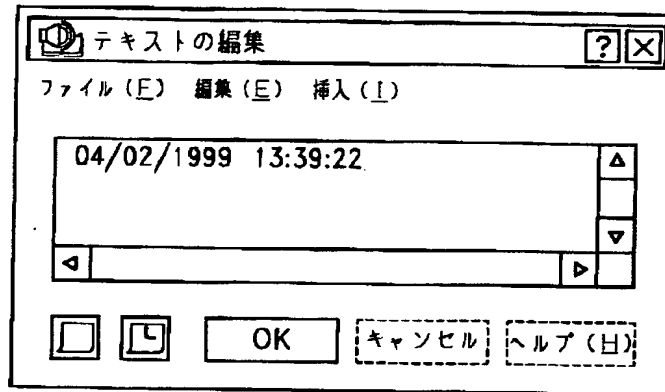 テキストの編集 ? ×
ファイル (F) 編集 (E) 挿入 (I)
04/02/1999 13:39:22
OK キャンセル ヘルプ (H)